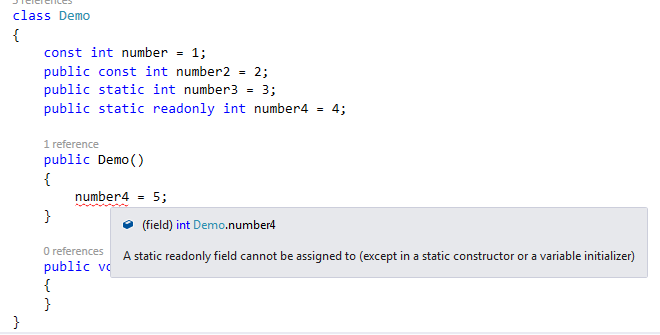 class Demo
{
const int number = 1;
public const int number2 = 2;
public static int number3 = 3;
public static readonly int number4 = 4;
1 reference
public Demo()
{
number4 = 5;
}
(field) int Demo.number4
A static readonly field cannot be assigned to (except in a static constructor or a variable initializer)
0 references
public
{
}
}